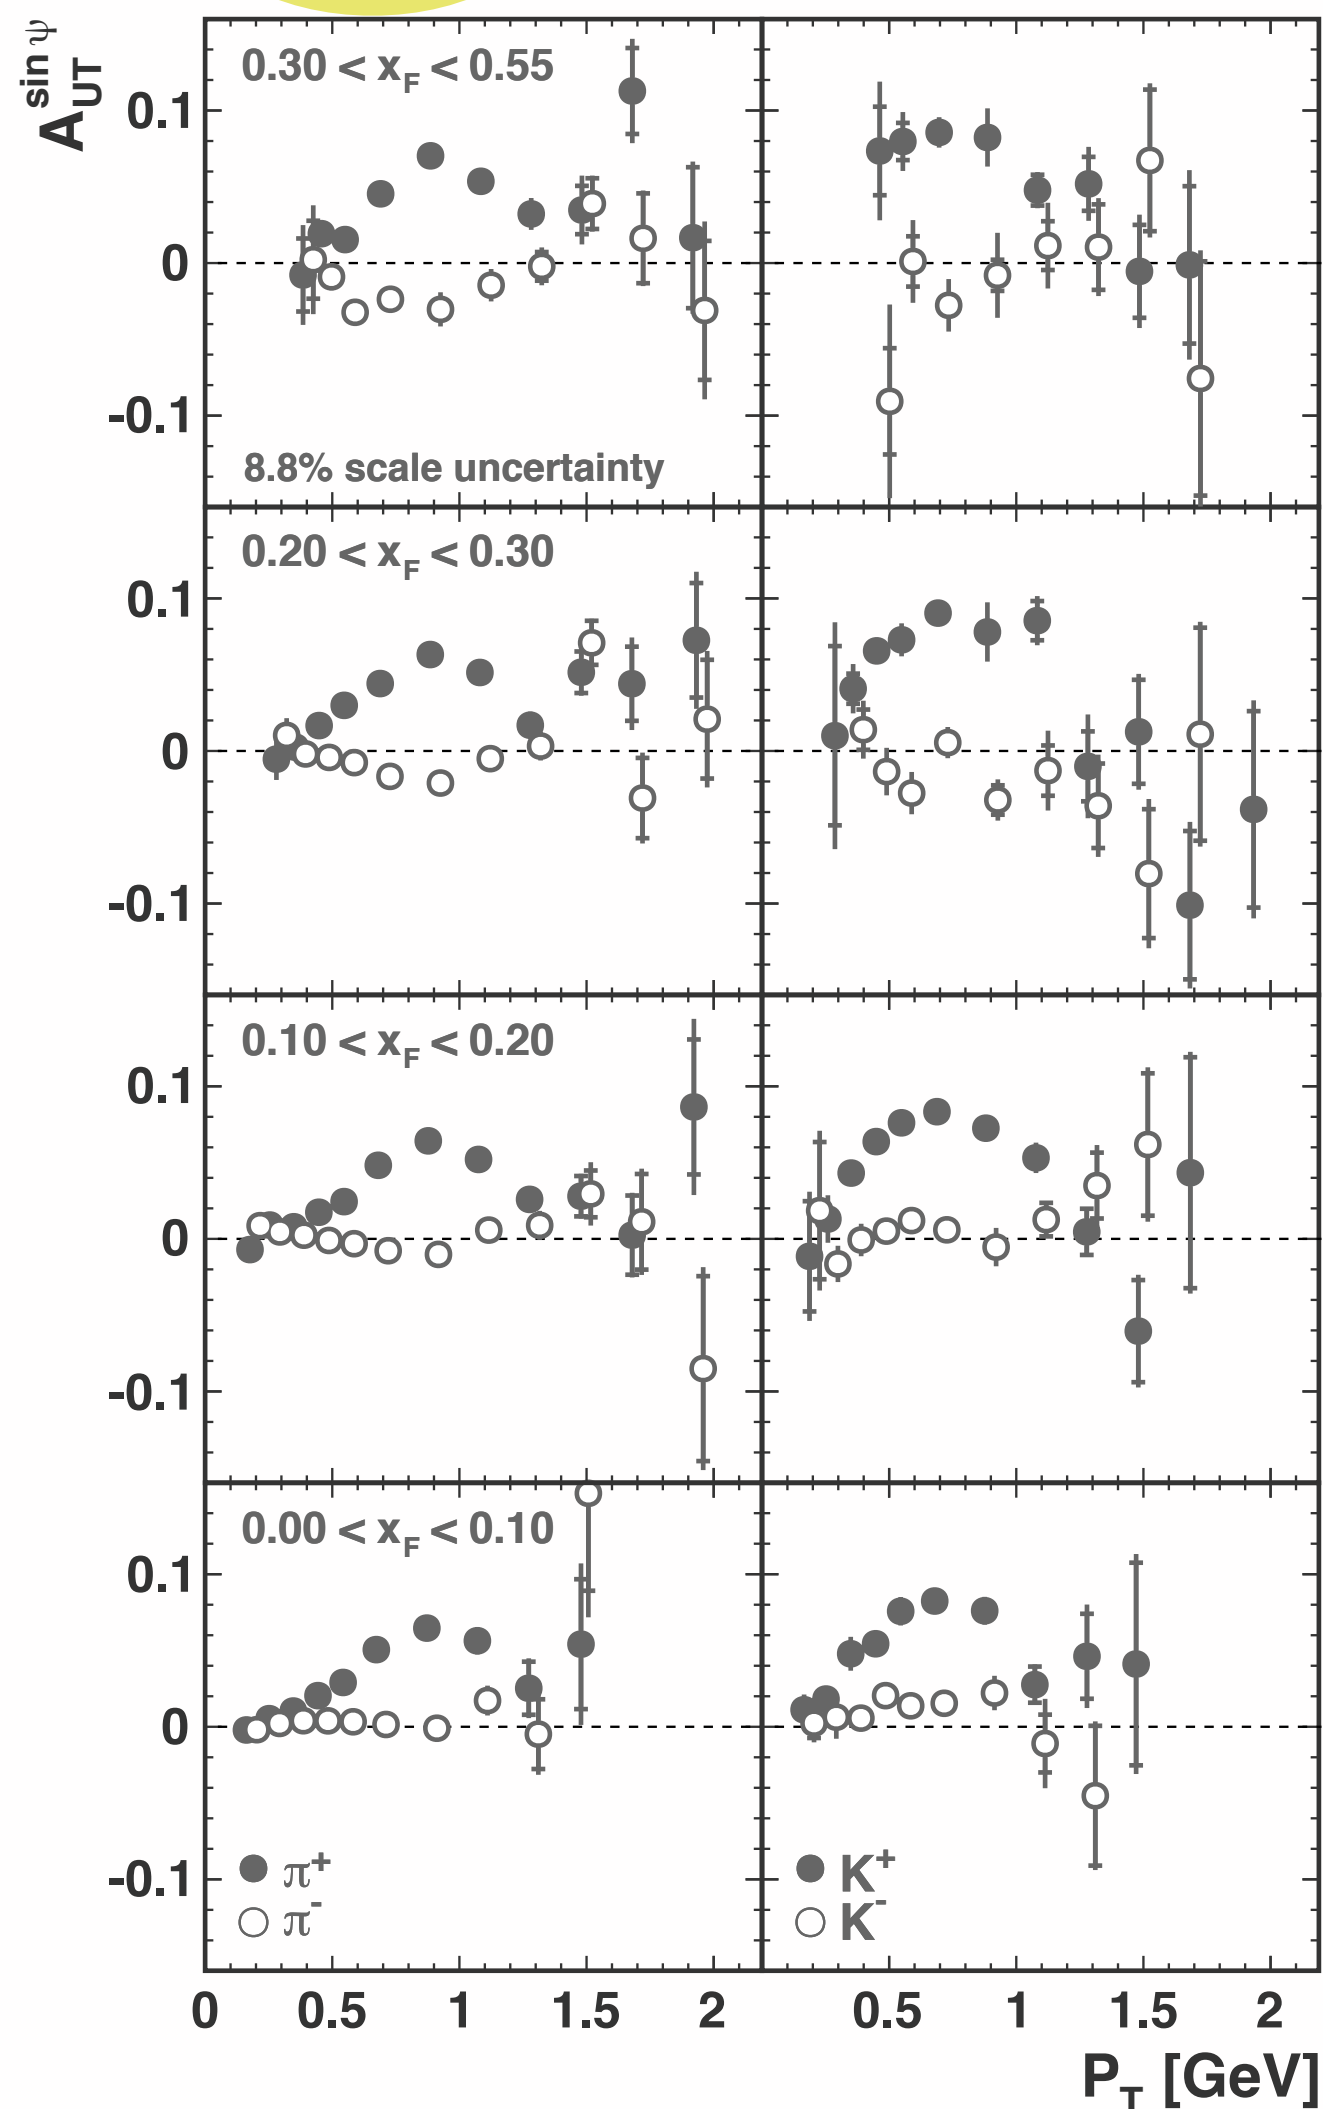 A_UT^sin ψ
0.30 < x_F < 0.55
0.1
0
-0.1
8.8% scale uncertainty
0.20 < x_F < 0.30
0.1
0
-0.1
0.10 < x_F < 0.20
0.1
0
-0.1
0.00 < x_F < 0.10
0.1
0
-0.1
π+ K+
π- K-
0 0.5 1 1.5 2 0.5 1 1.5 2
P_T [GeV]